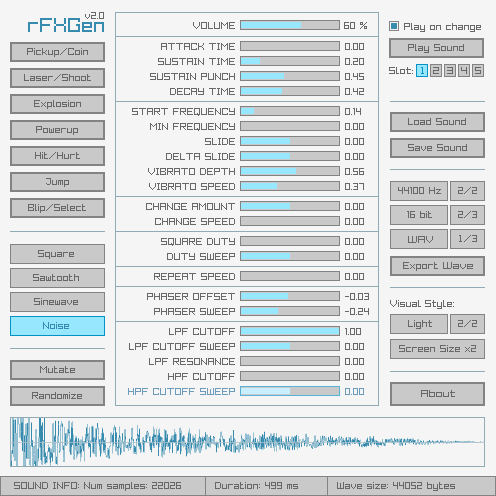 v2.0
rFXGen
Pickup/Coin
Laser/Shoot
Explosion
Powerup
Hit/Hurt
Jump
Blip/Select
Square
Sawtooth
Sinewave
Noise
Mutate
Randomize
VOLUME 60 %
ATTACK TIME 0.00
SUSTAIN TIME 0.20
SUSTAIN PUNCH 0.45
DECAY TIME 0.42
START FREQUENCY 0.14
MIN FREQUENCY 0.00
SLIDE 0.00
DELTA SLIDE 0.00
VIBRATO DEPTH 0.56
VIBRATO SPEED 0.37
CHANGE AMOUNT 0.00
CHANGE SPEED 0.00
SQUARE DUTY 0.00
DUTY SWEEP 0.00
REPEAT SPEED 0.00
PHASER OFFSET -0.03
PHASER SWEEP -0.24
LPF CUTOFF 1.00
LPF CUTOFF SWEEP 0.00
LPF RESONANCE 0.00
HPF CUTOFF 0.00
HPF CUTOFF SWEEP 0.00
Play on change
Play Sound
Slot: 1 2 3 4 5
Load Sound
Save Sound
44100 Hz 2/2
16 bit 2/3
WAV 1/3
Export Wave
Visual Style:
Light 2/2
Screen Size x2
About
SOUND INFO: Num samples: 22026 Duration: 499 ms Wave size: 44052 bytes